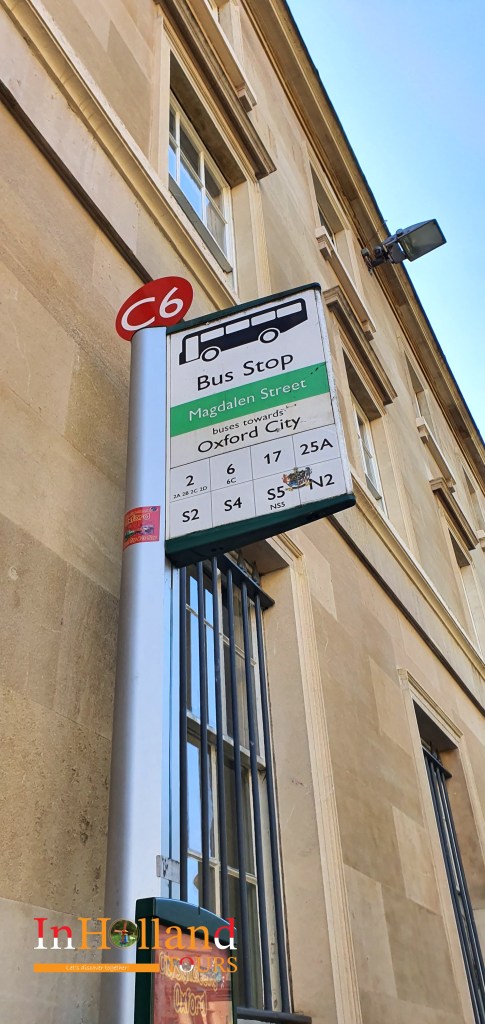 C6
Bus Stop
Magdalen Street
buses towards
Oxford City
2 6 17 25A
2A 2B 2C 2D 6C
S2 S4 S5 N2
NS5
InHolland
Let's discover together
TOURS
Oxford